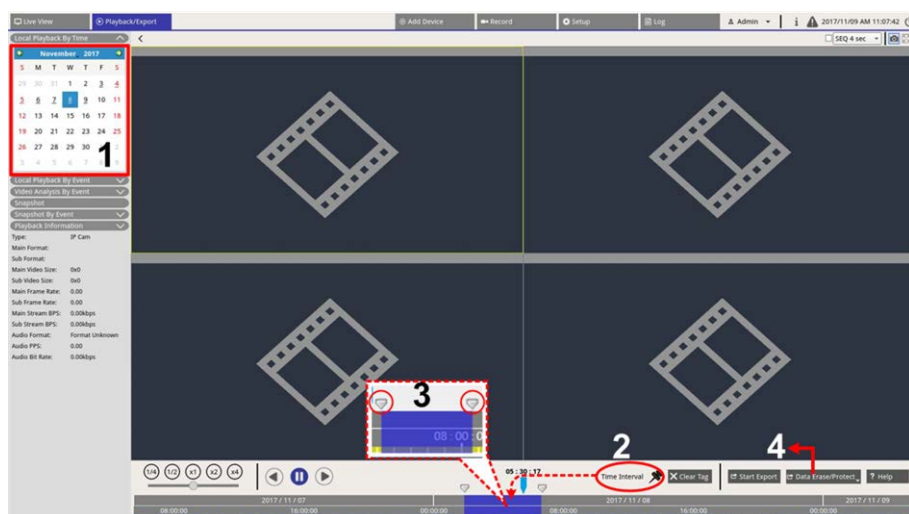 Live View
Playback/Export
Add Device
Record
Setup
Log
Admin
i
2017/11/09 AM 11:07:42
Local Playback By Time
<
SEQ 4 sec
November 2017
S M T W T F S
29 30 31 1 2 3 4
5 6 7 8 9 10 11
12 13 14 15 16 17 18
19 20 21 22 23 24 25
26 27 28 29 30 1 2
3 4 5 6 7 8 9
1
Local Playback By Event
Video Analysis By Event
Snapshot
Snapshot By Event
Playback Information
Type: IP Cam
Main Format:
Sub Format:
Main Video Size: 0x0
Sub Video Size: 0x0
Main Frame Rate: 0.00
Sub Frame Rate: 0.00
Main Stream BPS: 0.00kbps
Sub Stream BPS: 0.00kbps
Audio Format: Format Unknown
Audio PPS: 0.00
Audio Bit Rate: 0.00kbps
3
08 : 00 : 0
2
4
1/4 1/2 x1 x2 x4
05 : 30 : 17
Time Interval
Clear Tag
Start Export
Data Erase/Protect
? Help
2017 / 11 / 07
2017 / 11 / 08
2017 / 11 / 09
08:00:00 16:00:00 00:00:00 08:00:00 16:00:00 00:00:00